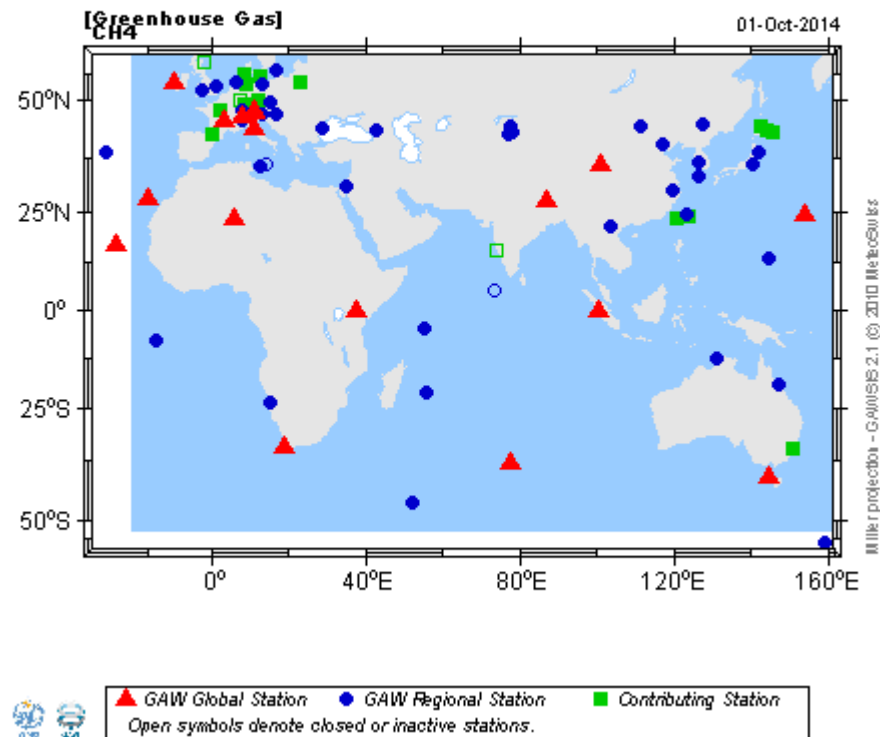 [Greenhouse Gas]
CH4
01-Oct-2014
50°N
25°N
0°
25°S
50°S
0° 40°E 80°E 120°E 160°E
Miller projection - GAWSIS 2.1 © 2010 MeteoSwiss
GAW Global Station GAW Regional Station Contributing Station
Open symbols denote closed or inactive stations.